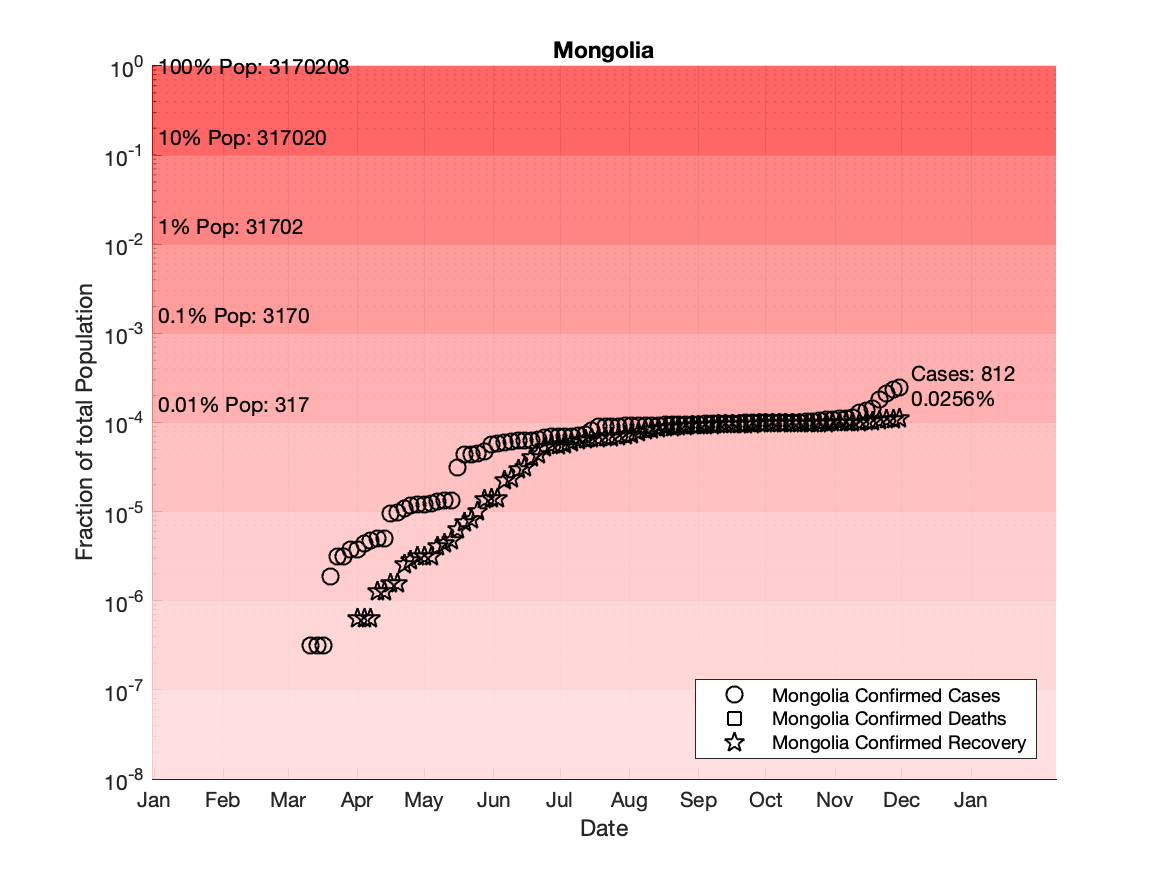 Mongolia
10^0
100% Pop: 3170208
10% Pop: 317020
10^-1
1% Pop: 31702
10^-2
0.1% Pop: 3170
10^-3
Cases: 812
0.0256%
0.01% Pop: 317
10^-4
10^-5
10^-6
10^-7
10^-8
Fraction of total Population
Mongolia Confirmed Cases
Mongolia Confirmed Deaths
Mongolia Confirmed Recovery
Jan Feb Mar Apr May Jun Jul Aug Sep Oct Nov Dec Jan
Date